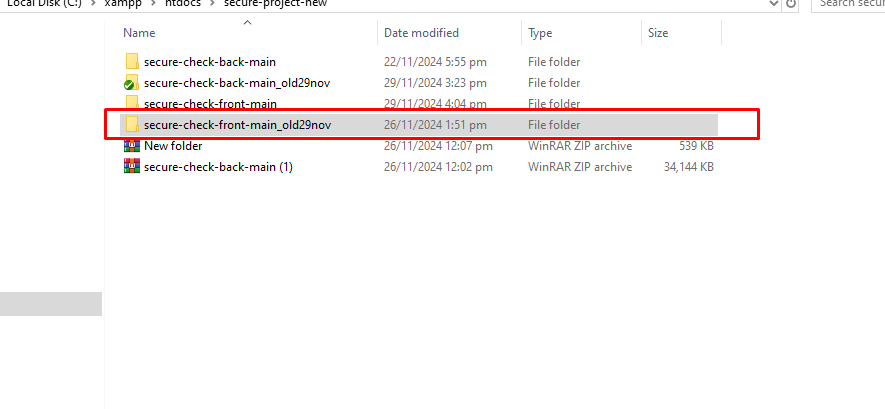 Local Disk (C:) > xampp > htdocs > secure-project-new Search secur
Name Date modified Type Size
secure-check-back-main 22/11/2024 5:55 pm File folder
secure-check-back-main_old29nov 29/11/2024 3:23 pm File folder
secure-check-front-main 29/11/2024 4:04 pm File folder
secure-check-front-main_old29nov 26/11/2024 1:51 pm File folder
New folder 26/11/2024 12:07 pm WinRAR ZIP archive 539 KB
secure-check-back-main (1) 26/11/2024 12:02 pm WinRAR ZIP archive 34,144 KB